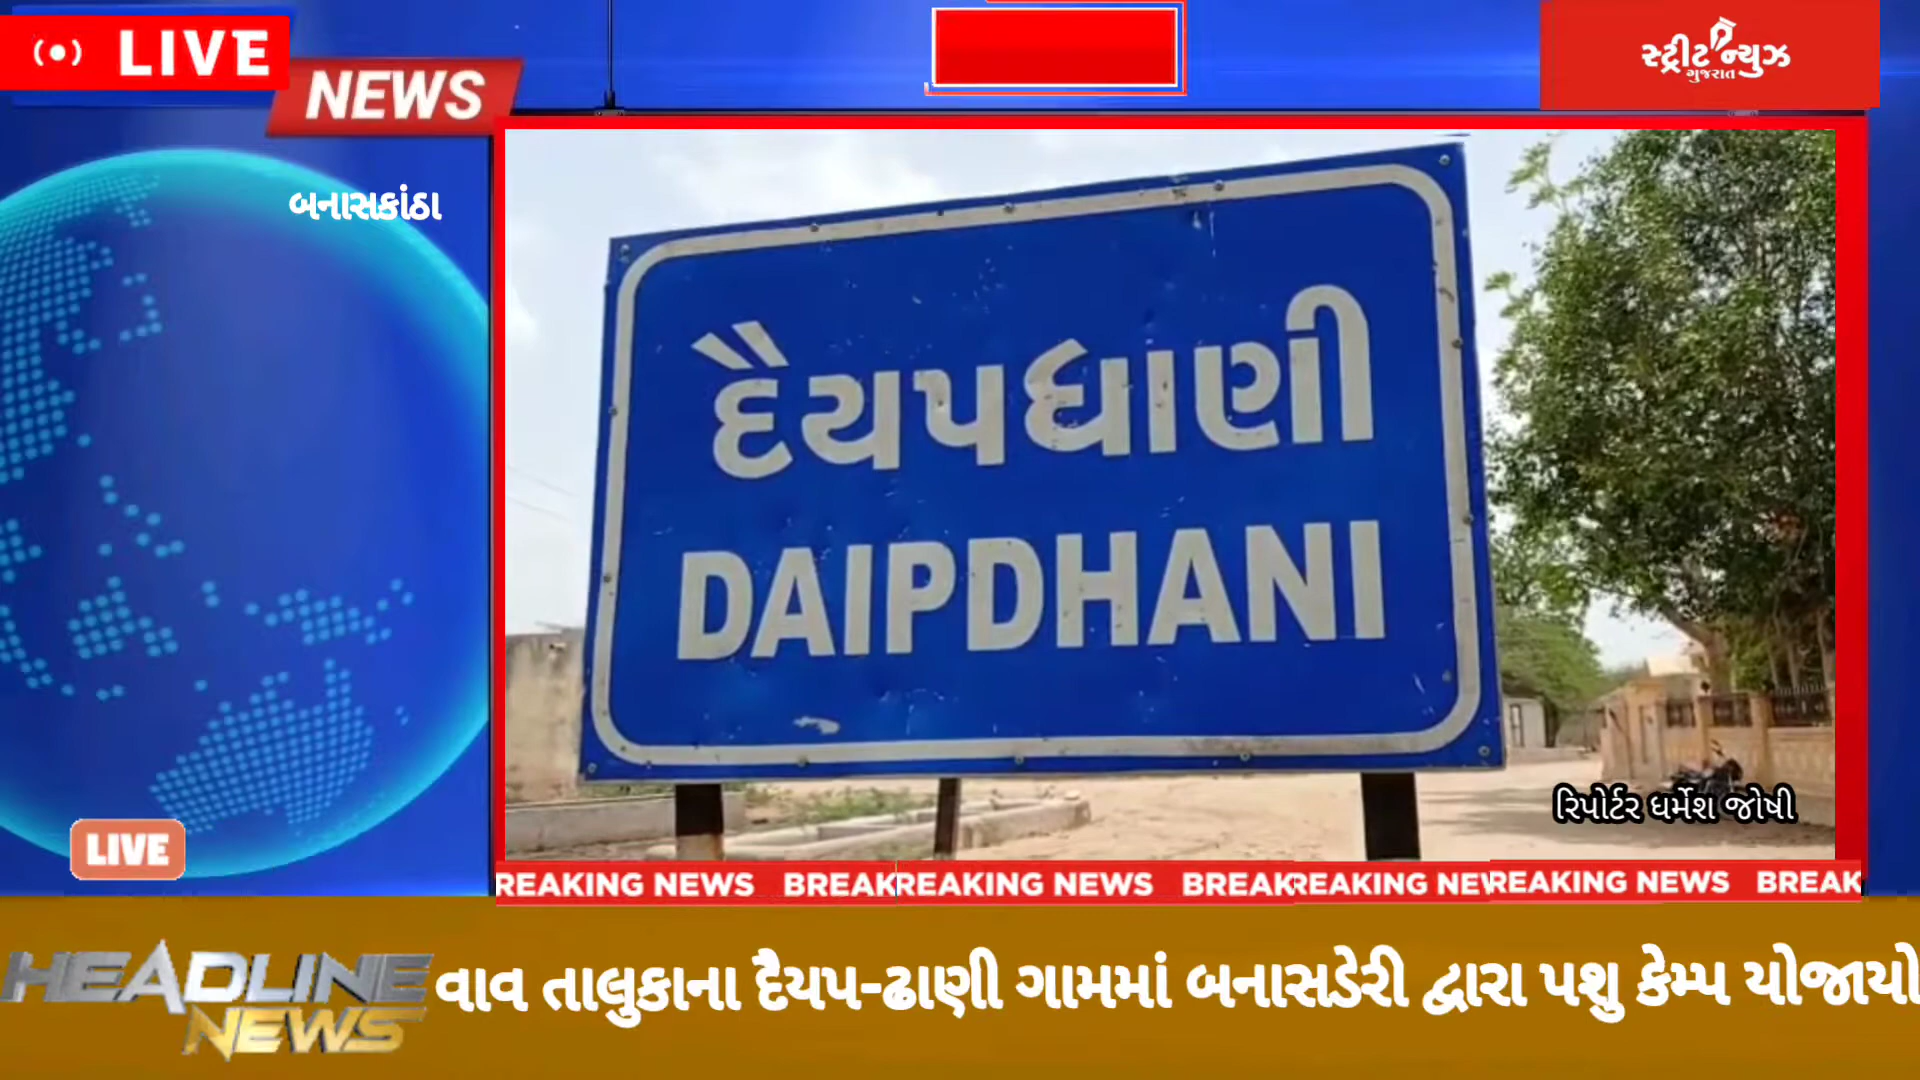 LIVE
NEWS
સ્ટ્રીટ ન્યુઝ
ગુજરાત
બનાસકાંઠા
દૈયપધાણી
DAIPDHANI
રિપોર્ટર ધર્મેશ જોષી
LIVE
REAKING NEWS BREAKREAKING NEWS BREAKREAKING NEWREAKING NEWS BREAK
HEADLINE
NEWS
વાવ તાલુકાના દૈયપ-ઢાણી ગામમાં બનાસડેરી દ્વારા પશુ કેમ્પ યોજાયો